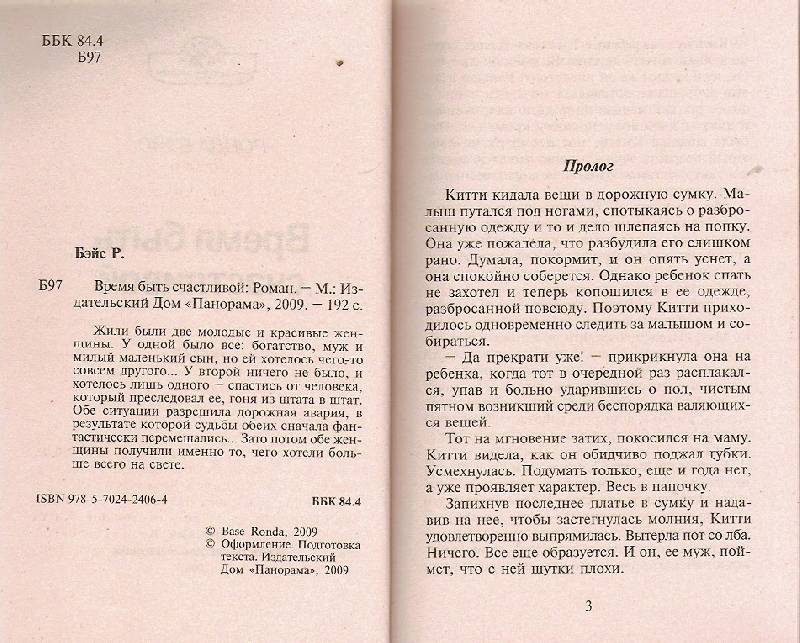 ББК 84.4
Б97
Бэйс Р.
Б97 Время быть счастливой: Роман. — М.: Из-
дательский Дом «Панорама», 2009. — 192 с.
Жили были две молодые и красивые жен-
щины. У одной было все: богатство, муж и
милый маленький сын, но ей хотелось чего-то
совсем другого... У второй ничего не было, и
хотелось лишь одного – спастись от человека,
который преследовал ее, гоня из штата в штат.
Обе ситуации разрешила дорожная авария, в
результате которой судьбы обеих сначала фан-
тастически перемешались... Зато потом обе жен-
щины получили именно то, чего хотели боль-
ше всего на свете.
ISBN 978-5-7024-2406-4 ББК 84.4
© Base Ronda, 2009
© Оформление. Подготовка
текста. Издательский
Дом «Панорама», 2009
Пролог
Китти кидала вещи в дорожную сумку. Ма-
лыш путался под ногами, спотыкаясь о разбро-
санную одежду и то и дело шлепаясь на попку.
Она уже пожалела, что разбудила его слишком
рано. Думала, покормит, и он опять уснет, а
она спокойно соберется. Однако ребенок спать
не захотел и теперь копошился в ее одежде,
разбросанной повсюду. Поэтому Китти прихо-
дилось одновременно следить за малышом и со-
бираться.
— Да прекрати уже! — прикрикнула она на
ребенка, когда тот в очередной раз расплакал-
ся, упав и больно ударившись о пол, чистым
пятном возникший среди беспорядка валяющих-
ся вещей.
Тот на мгновение затих, покосился на маму.
Китти видела, как он обидчиво поджал губки.
Усмехнулась. Подумать только, еще и года нет,
а уже проявляет характер. Весь в папочку.
Запихнув последнее платье в сумку и нада-
вив на нее, чтобы застегнулась молния, Китти
удовлетворенно выпрямилась. Вытерла пот со лба.
Ничего. Все еще образуется. И он, ее муж, пой-
мет, что с ней шутки плохи.
3